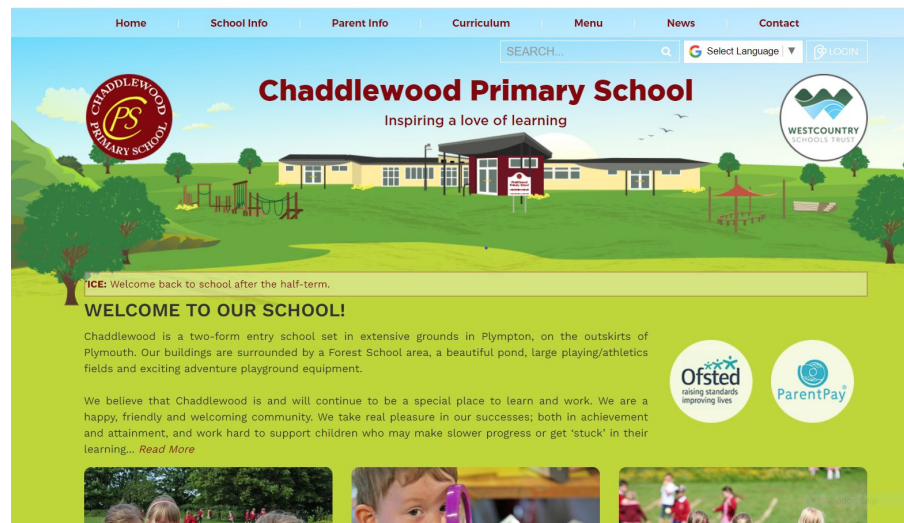 Home School Info Parent Info Curriculum Menu News Contact
SEARCH... Select Language ▼ LOGIN
CHADDLEWOOD PRIMARY SCHOOL
PS
Chaddlewood Primary School
Inspiring a love of learning
WESTCOUNTRY
SCHOOLS TRUST
ICE: Welcome back to school after the half-term.
WELCOME TO OUR SCHOOL!
Chaddlewood is a two-form entry school set in extensive grounds in Plympton, on the outskirts of
Plymouth. Our buildings are surrounded by a Forest School area, a beautiful pond, large playing/athletics
fields and exciting adventure playground equipment.
We believe that Chaddlewood is and will continue to be a special place to learn and work. We are a
happy, friendly and welcoming community. We take real pleasure in our successes; both in achievement
and attainment, and work hard to support children who may make slower progress or get ‘stuck’ in their
learning... Read More
Ofsted
raising standards
improving lives
ParentPay